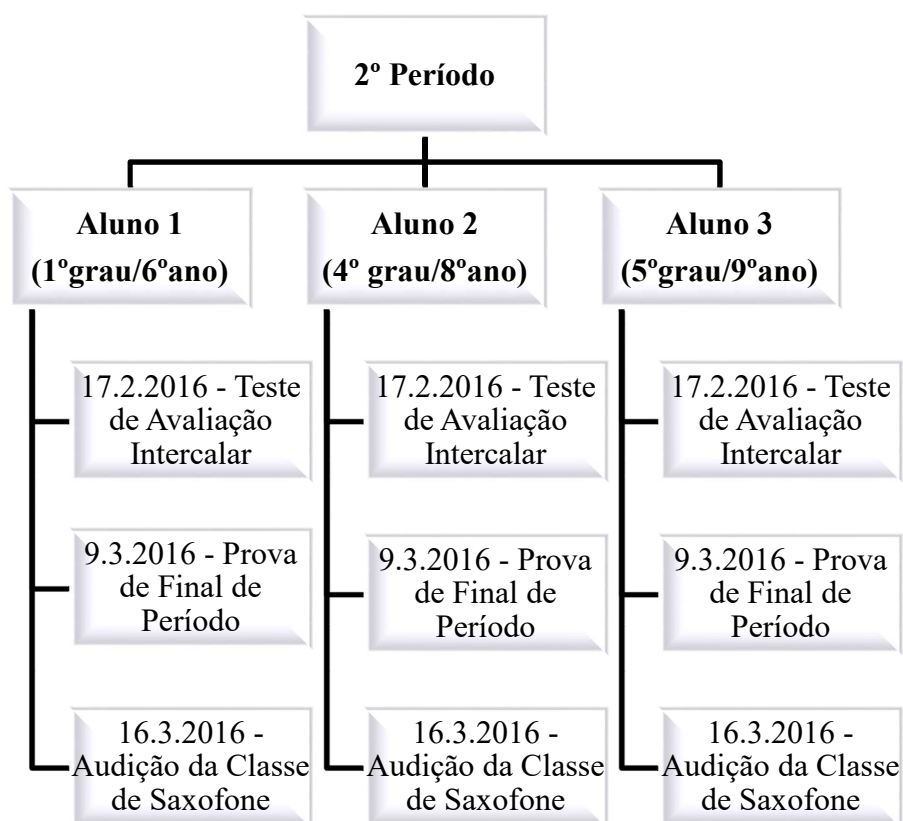 2º Período
Aluno 1
(1ºgrau/6ºano)
17.2.2016 - Teste
de Avaliação
Intercalar
9.3.2016 - Prova
de Final de
Período
16.3.2016 -
Audição da Classe
de Saxofone
Aluno 2
(4º grau/8ºano)
17.2.2016 - Teste
de Avaliação
Intercalar
9.3.2016 - Prova
de Final de
Período
16.3.2016 -
Audição da Classe
de Saxofone
Aluno 3
(5ºgrau/9ºano)
17.2.2016 - Teste
de Avaliação
Intercalar
9.3.2016 - Prova
de Final de
Período
16.3.2016 -
Audição da Classe
de Saxofone